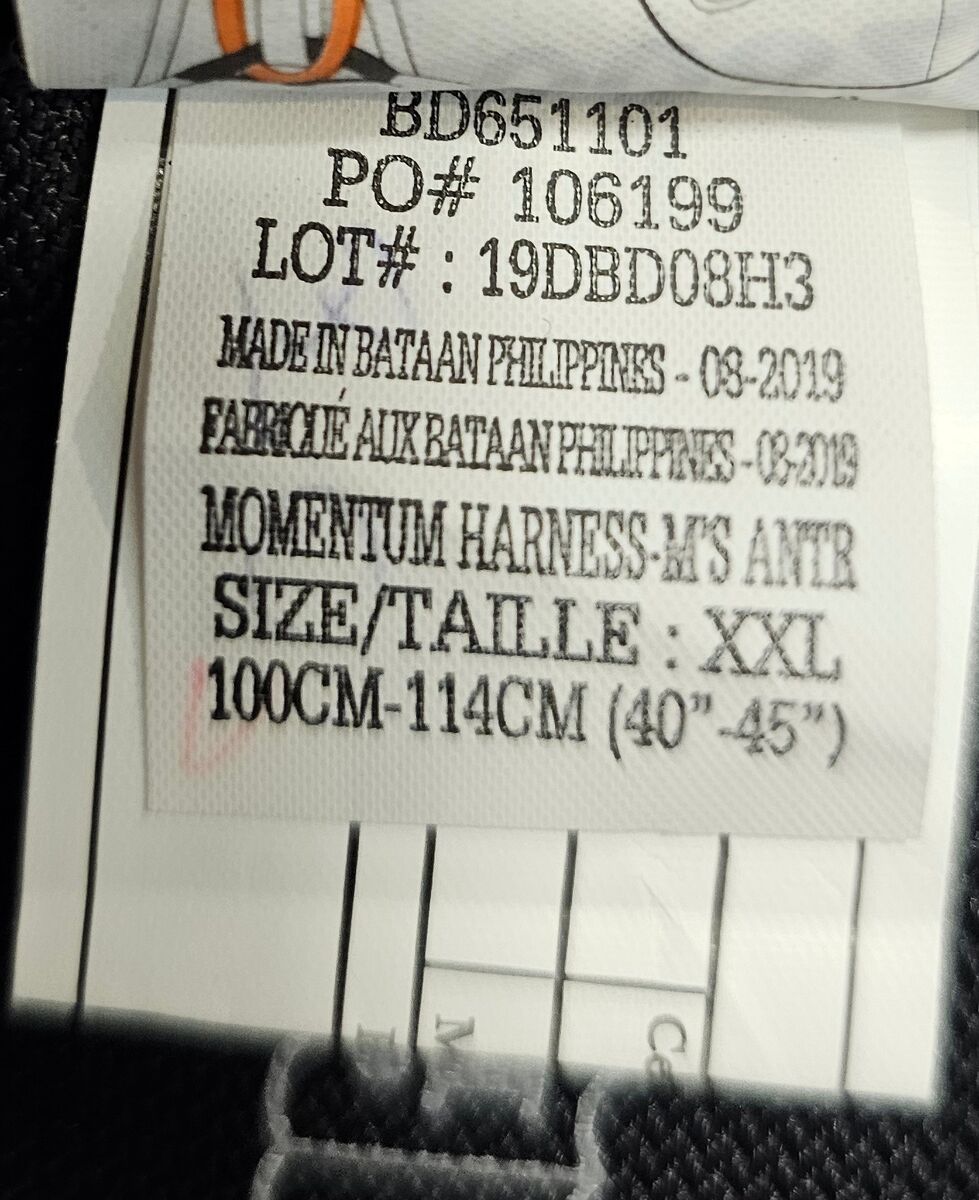 BD651101
PO# 106199
LOT# : 19DBD08H3
MADE IN BATAAN PHILIPPINES - 08-2019
FABRIQUÉ AUX BATAAN PHILIPPINES - 08-2019
MOMENTUM HARNESS-M'S ANTR
SIZE/TAILLE : XXL
100CM-114CM (40”-45”)